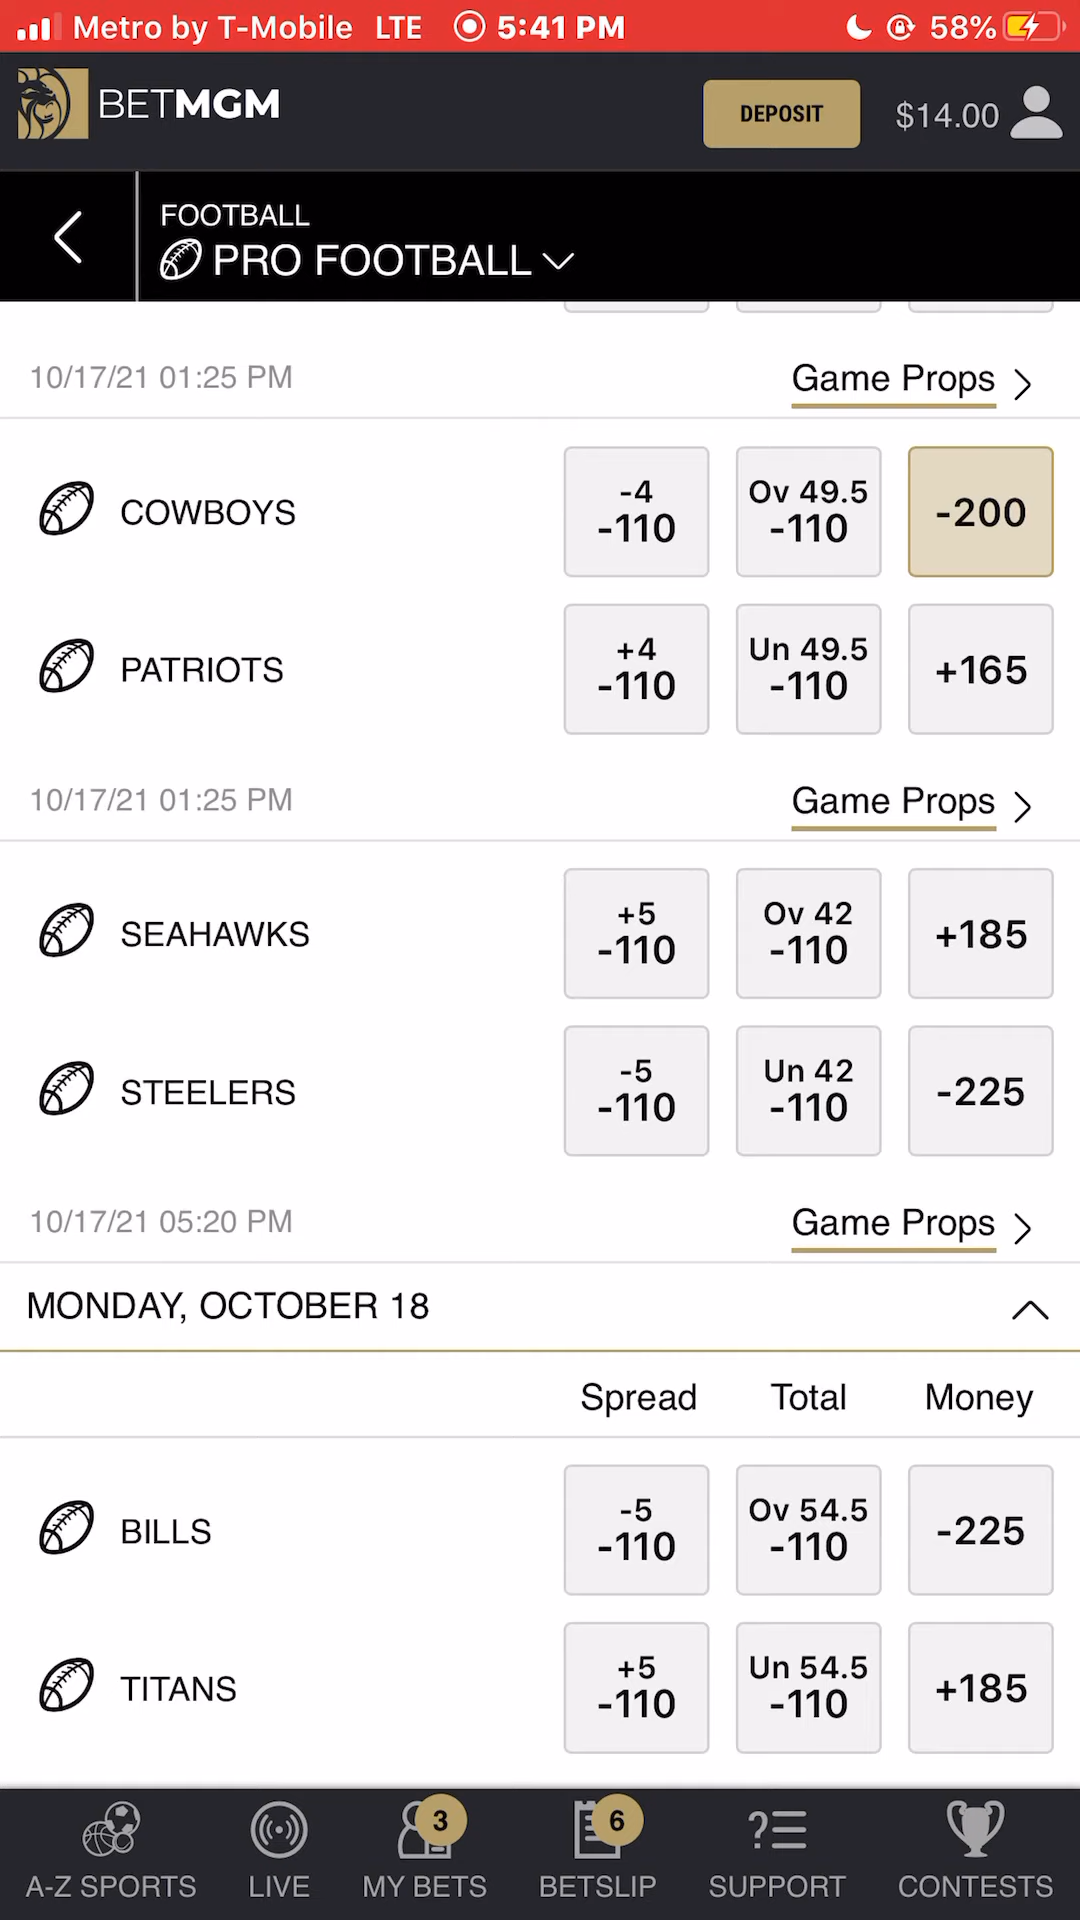 Metro by T-Mobile LTE 5:41 PM 58%
BETMGM DEPOSIT $14.00
FOOTBALL
PRO FOOTBALL
10/17/21 01:25 PM Game Props
-4 Ov 49.5
COWBOYS -110 -110 -200
+4 Un 49.5
PATRIOTS -110 -110 +165
10/17/21 01:25 PM Game Props
+5 Ov 42
SEAHAWKS -110 -110 +185
-5 Un 42
STEELERS -110 -110 -225
10/17/21 05:20 PM Game Props
MONDAY, OCTOBER 18
Spread Total Money
-5 Ov 54.5
BILLS -110 -110 -225
+5 Un 54.5
TITANS -110 -110 +185
3 6
A-Z SPORTS LIVE MY BETS BETSLIP SUPPORT CONTESTS